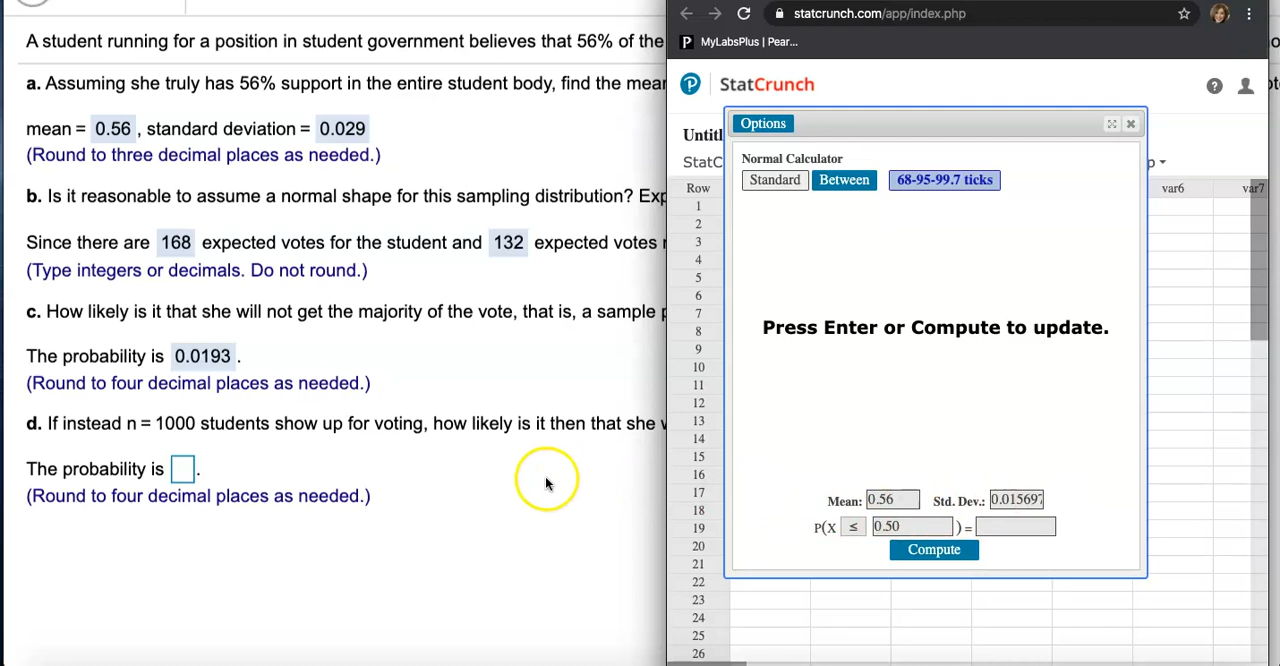 A student running for a position in student government believes that 56% of the
a. Assuming she truly has 56% support in the entire student body, find the
mean = 0.56 , standard deviation = 0.029
(Round to three decimal places as needed.)
b. Is it reasonable to assume a normal shape for this sampling distribution?
Since there are 168 expected votes for the student and 132 expected votes
(Type integers or decimals. Do not round.)
c. How likely is it that she will not get the majority of the vote, that is, a sample
The probability is 0.0193 .
(Round to four decimal places as needed.)
d. If instead n = 1000 students show up for voting, how likely is it then that she
The probability is .
(Round to four decimal places as needed.)
statcrunch.com/app/index.php
P MyLabsPlus | Pear...
P StatCrunch
Untitl
StatC
Options
Normal Calculator
Standard Between 68-95-99.7 ticks
Press Enter or Compute to update.
Mean: 0.56 Std. Dev.: 0.015697
P(X ≤ 0.50 ) =
Compute
Row var6 var7
1
2
3
4
5
6
7
8
9
10
11
12
13
14
15
16
17
18
19
20
21
22
23
24
25
26